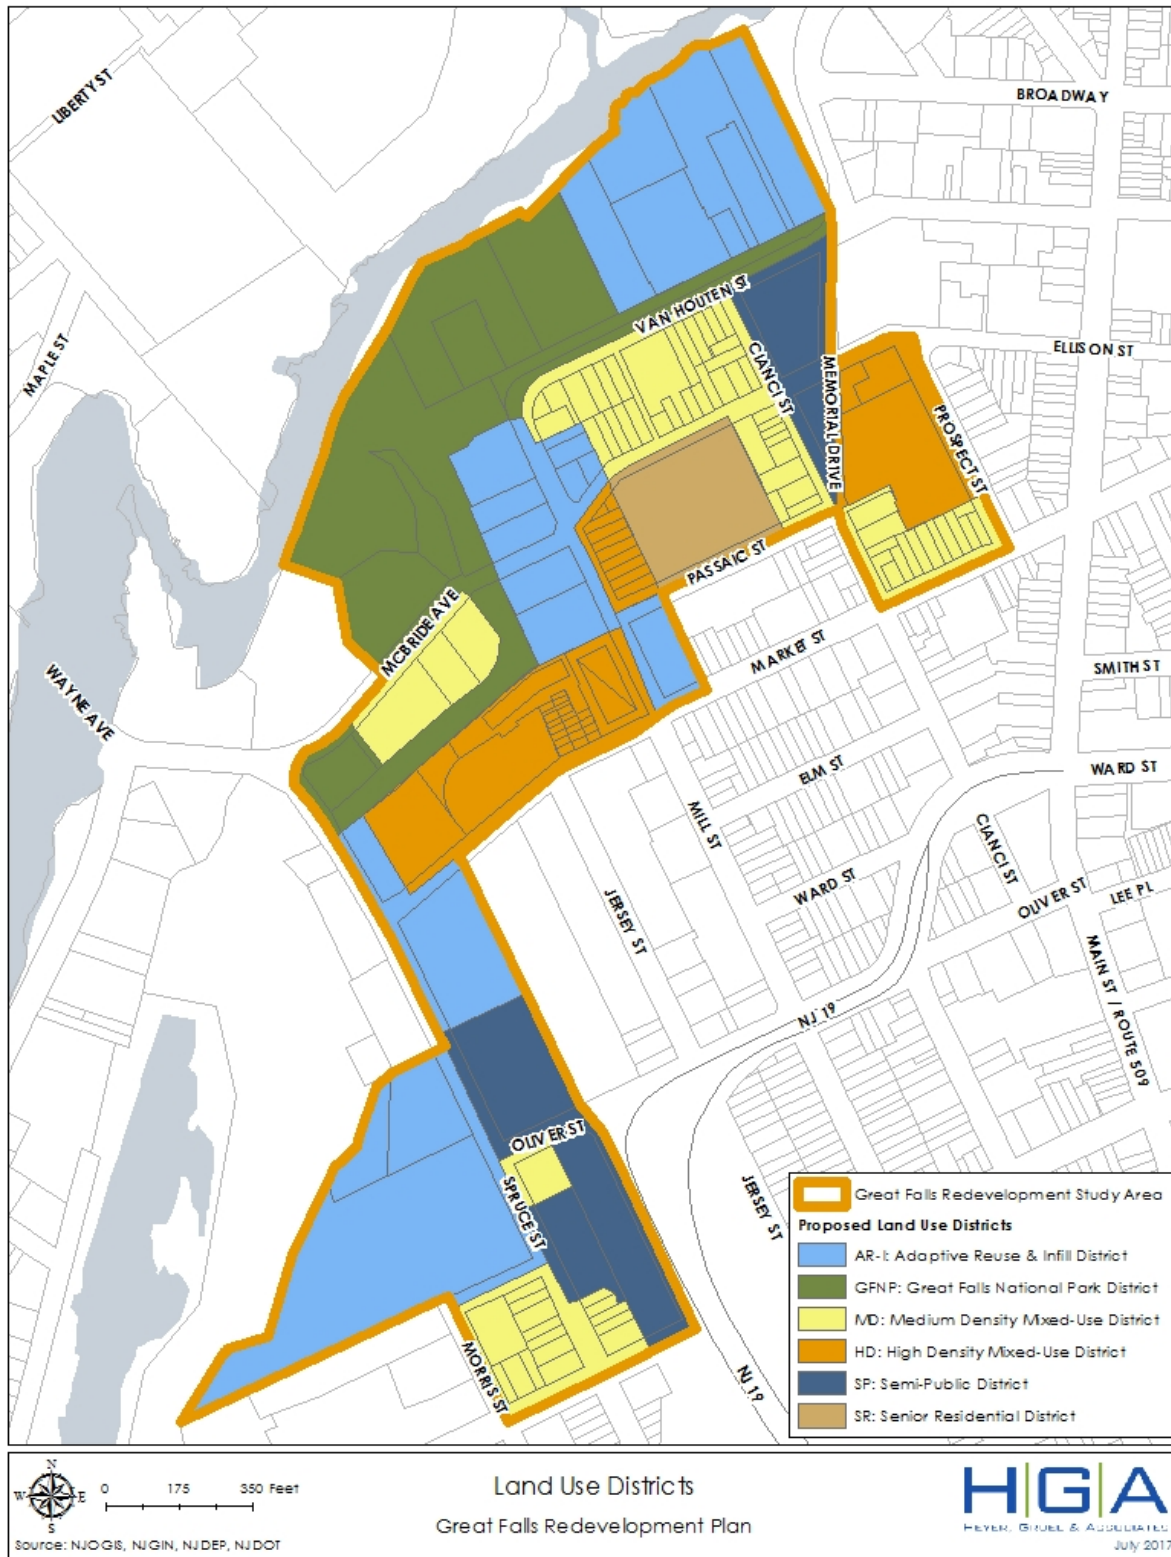 LIBERTY ST
BROADWAY
MAPLE ST
VAN HOUTEN ST
CIANCI ST
MEMORIAL DRIVE
ELLISON ST
PROSPECT ST
PASSAIC ST
MCBRIDE AVE
MARKET ST
SMITH ST
WAYNE AVE
ELM ST
WARD ST
MILL ST
CIANCI ST
WARD ST
JERSEY ST
OLIVER ST
LEE PL
MAIN ST / ROUTE 509
NJ 19
OLIVER ST
SPRUCE ST
JERSEY ST
MORRIS ST
NJ 19
Great Falls Redevelopment Study Area
Proposed Land Use Districts
AR-I: Adaptive Reuse & Infill District
GFNP: Great Falls National Park District
MD: Medium Density Mixed-Use District
HD: High Density Mixed-Use District
SP: Semi-Public District
SR: Senior Residential District
N
W E
S
0 175 350 Feet
Source: NJOGIS, NJGIN, NJDEP, NJDOT
Land Use Districts
Great Falls Redevelopment Plan
H|G|A
HEYER, GRUEL & ASSOCIATES
July 2017